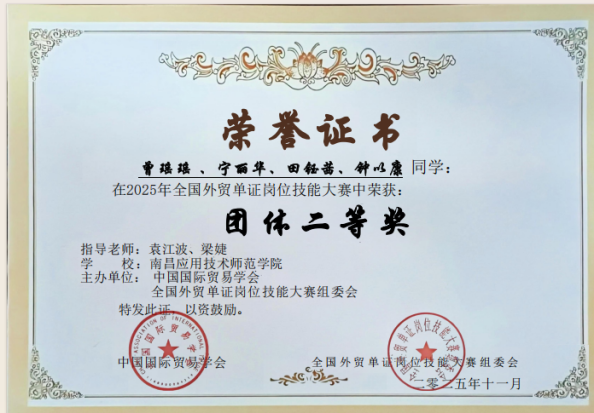 荣誉证书
曾瑶瑶、宁丽华、田钰茜、钟以康 同学：
在2025年全国外贸单证岗位技能大赛中荣获：
团体二等奖
指导老师：袁江波、梁婕
学 校：南昌应用技术师范学院
主办单位：中国国际贸易学会
全国外贸单证岗位技能大赛组委会
特发此证，以资鼓励。
中国国际贸易学会 全国外贸单证岗位技能大赛组委会
二〇二五年十一月